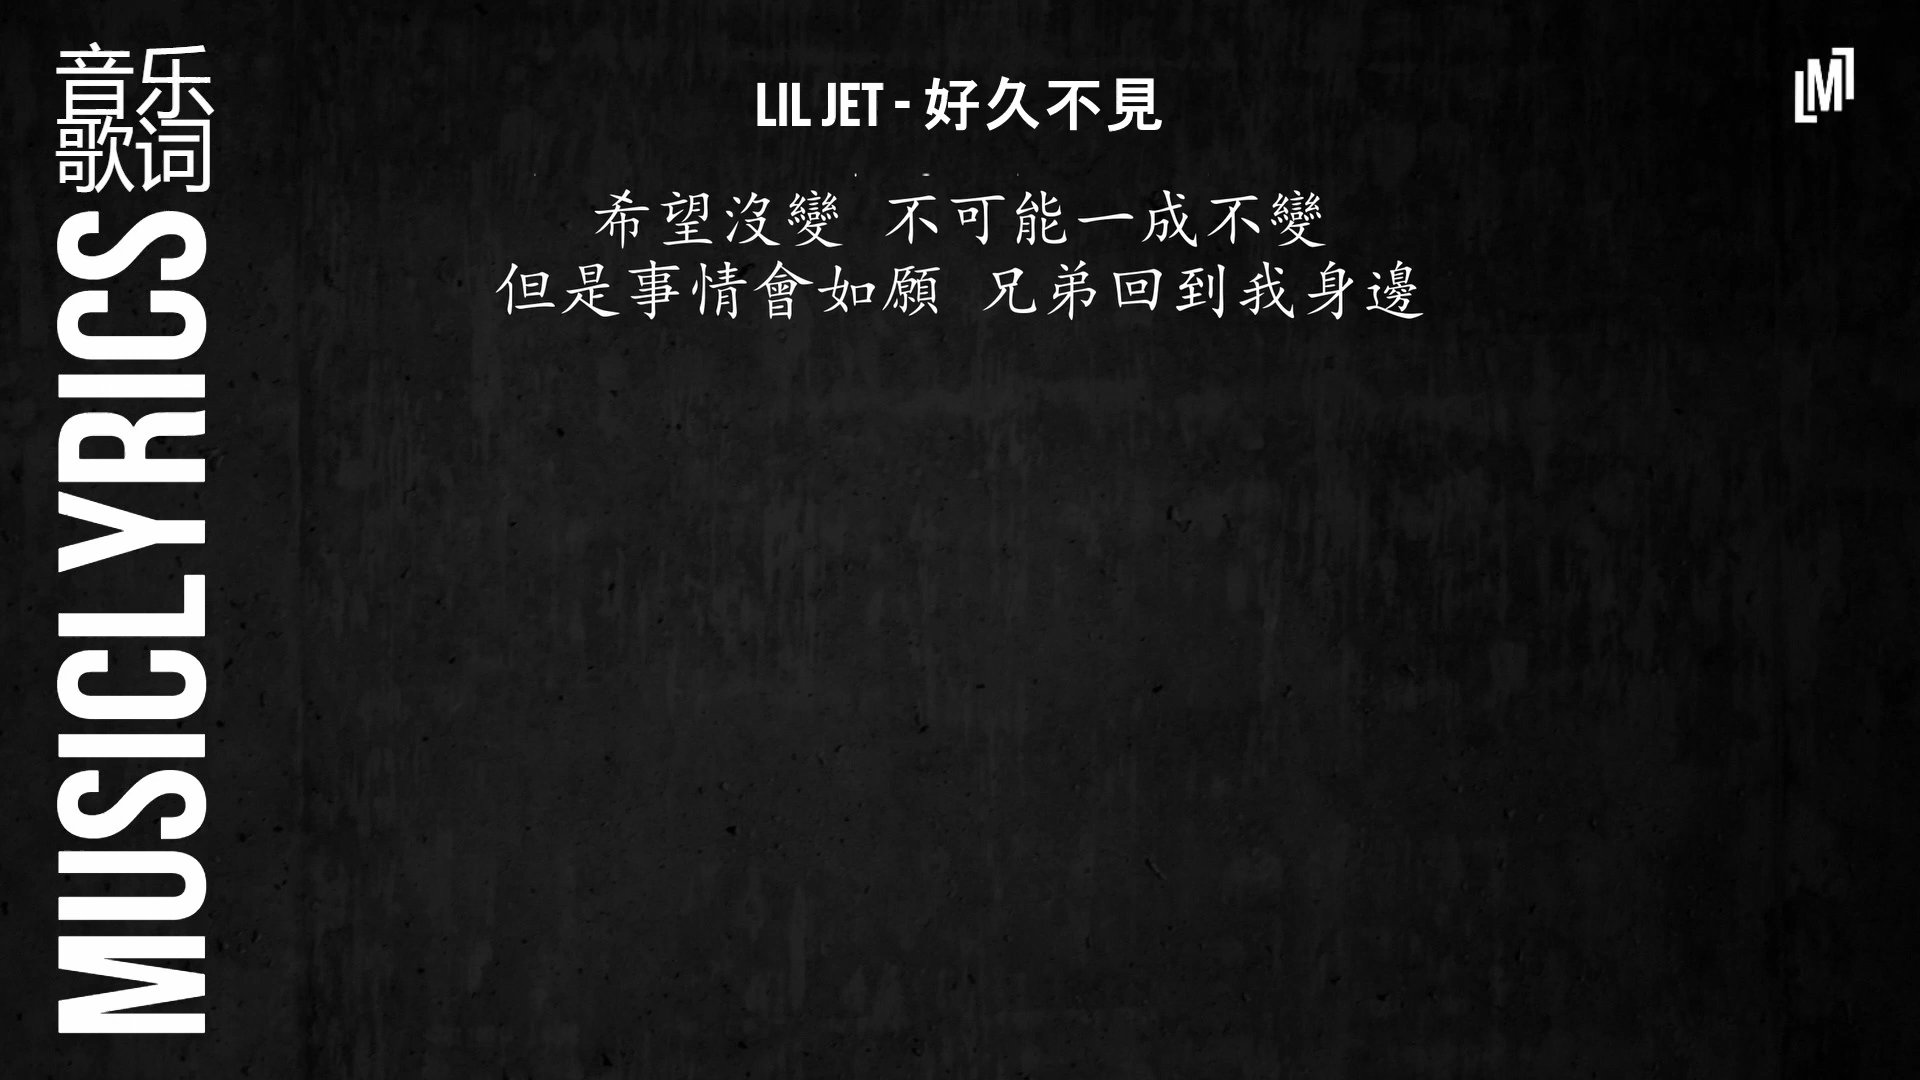 音乐
歌词
MUSICLYRICS
LIL JET - 好久不見
希望沒變 不可能一成不變
但是事情會如願 兄弟回到我身邊
LM